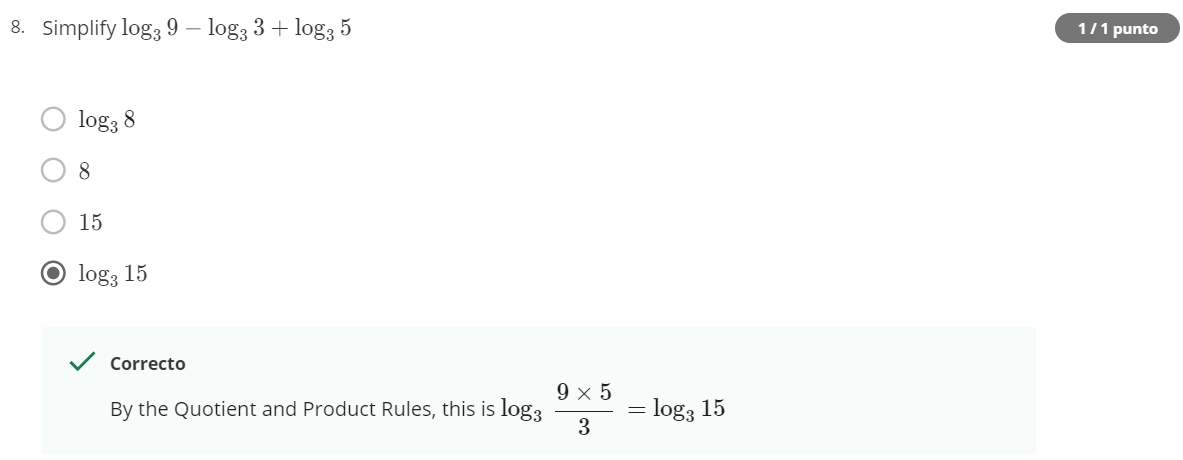 8. Simplify log₃ 9 − log₃ 3 + log₃ 5
1 / 1 punto
log₃ 8
8
15
log₃ 15
Correcto
By the Quotient and Product Rules, this is log₃ (9 × 5)/3 = log₃ 15